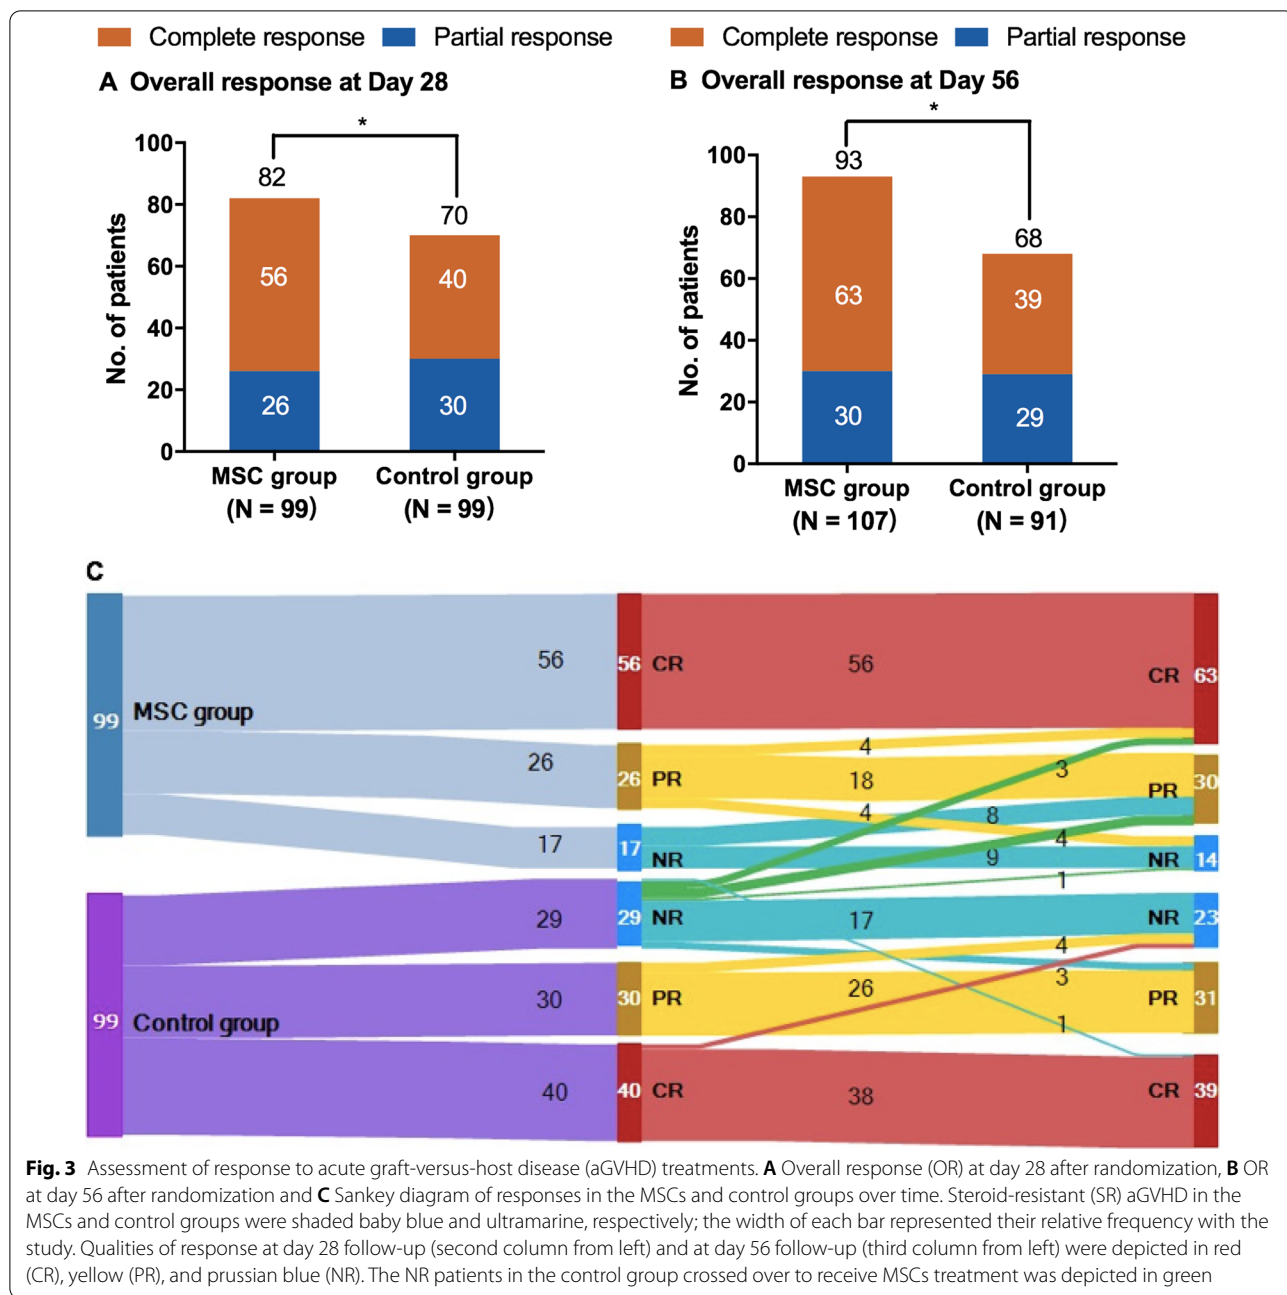 Complete response Partial response
Complete response Partial response
A Overall response at Day 28
B Overall response at Day 56
No. of patients
100
80
60
40
20
0
*
82
70
56
40
26
30
MSC group
(N = 99)
Control group
(N = 99)
No. of patients
100
80
60
40
20
0
*
93
68
63
39
30
29
MSC group
(N = 107)
Control group
(N = 91)
C
99 MSC group
56
26
17
56 CR
26 PR
17 NR
56
4
18
4
8
9
3
4
1
CR 63
PR 30
NR 14
99 Control group
29
30
40
29 NR
30 PR
40 CR
17
26
38
4
3
1
NR 23
PR 31
CR 39
Fig. 3 Assessment of response to acute graft-versus-host disease (aGVHD) treatments. A Overall response (OR) at day 28 after randomization, B OR
at day 56 after randomization and C Sankey diagram of responses in the MSCs and control groups over time. Steroid-resistant (SR) aGVHD in the
MSCs and control groups were shaded baby blue and ultramarine, respectively; the width of each bar represented their relative frequency with the
study. Qualities of response at day 28 follow-up (second column from left) and at day 56 follow-up (third column from left) were depicted in red
(CR), yellow (PR), and prussian blue (NR). The NR patients in the control group crossed over to receive MSCs treatment was depicted in green